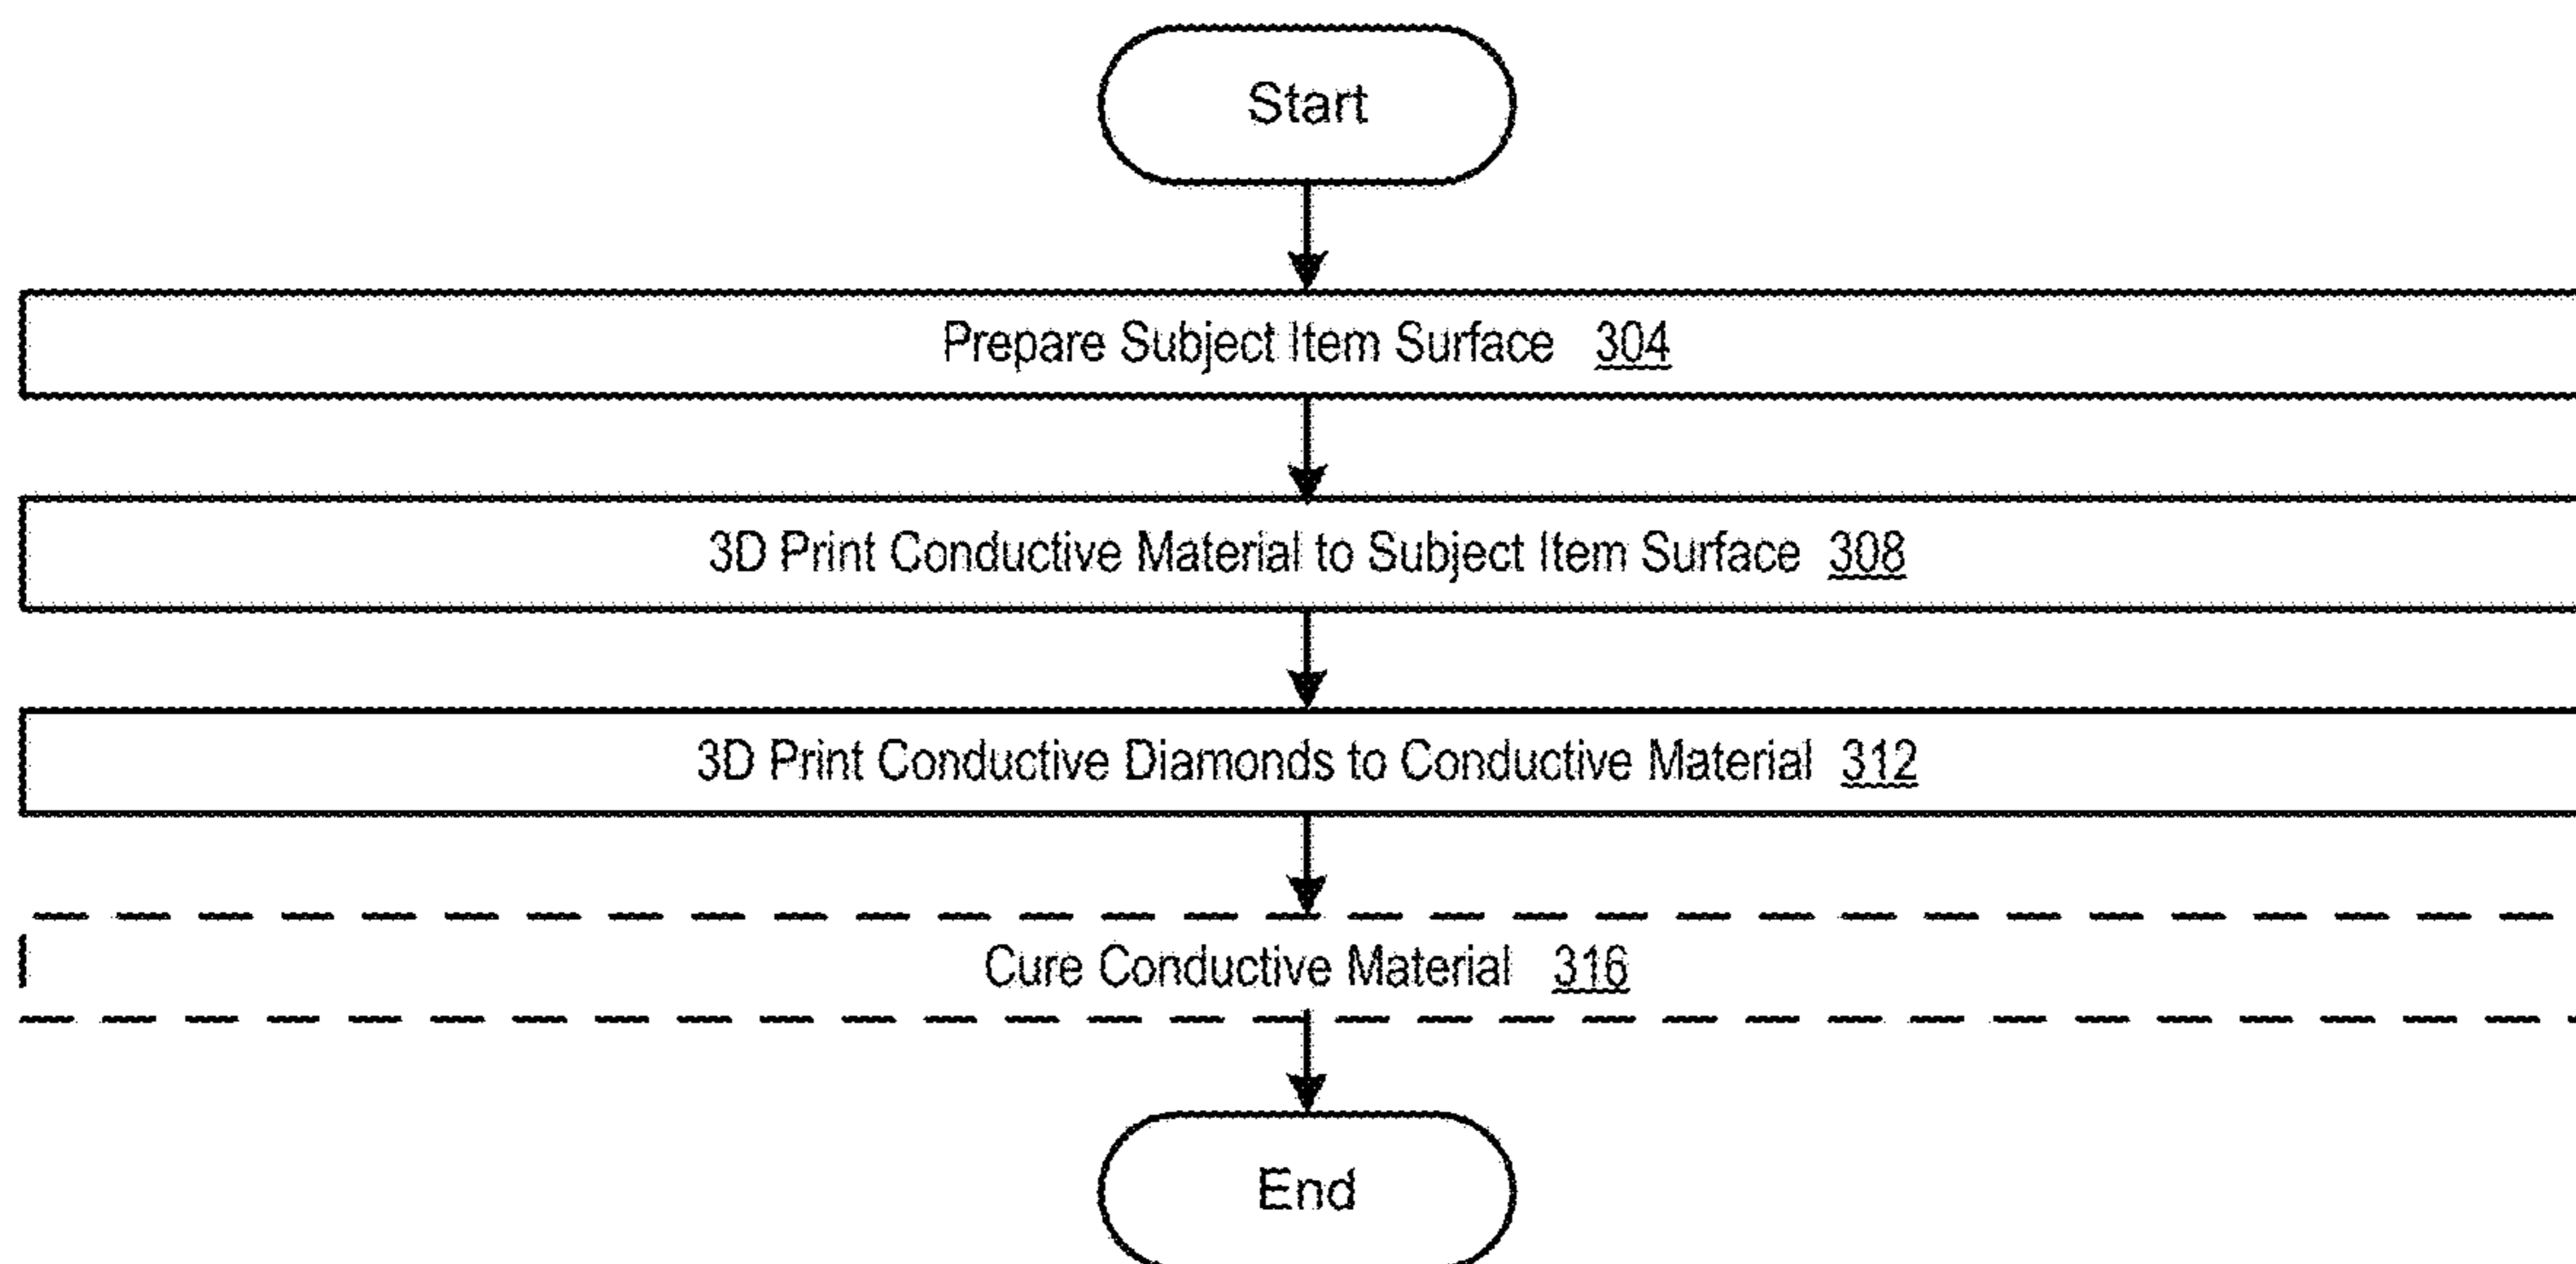 Start
Prepare Subject Item Surface 304
3D Print Conductive Material to Subject Item Surface 308
3D Print Conductive Diamonds to Conductive Material 312
Cure Conductive Material 316
End